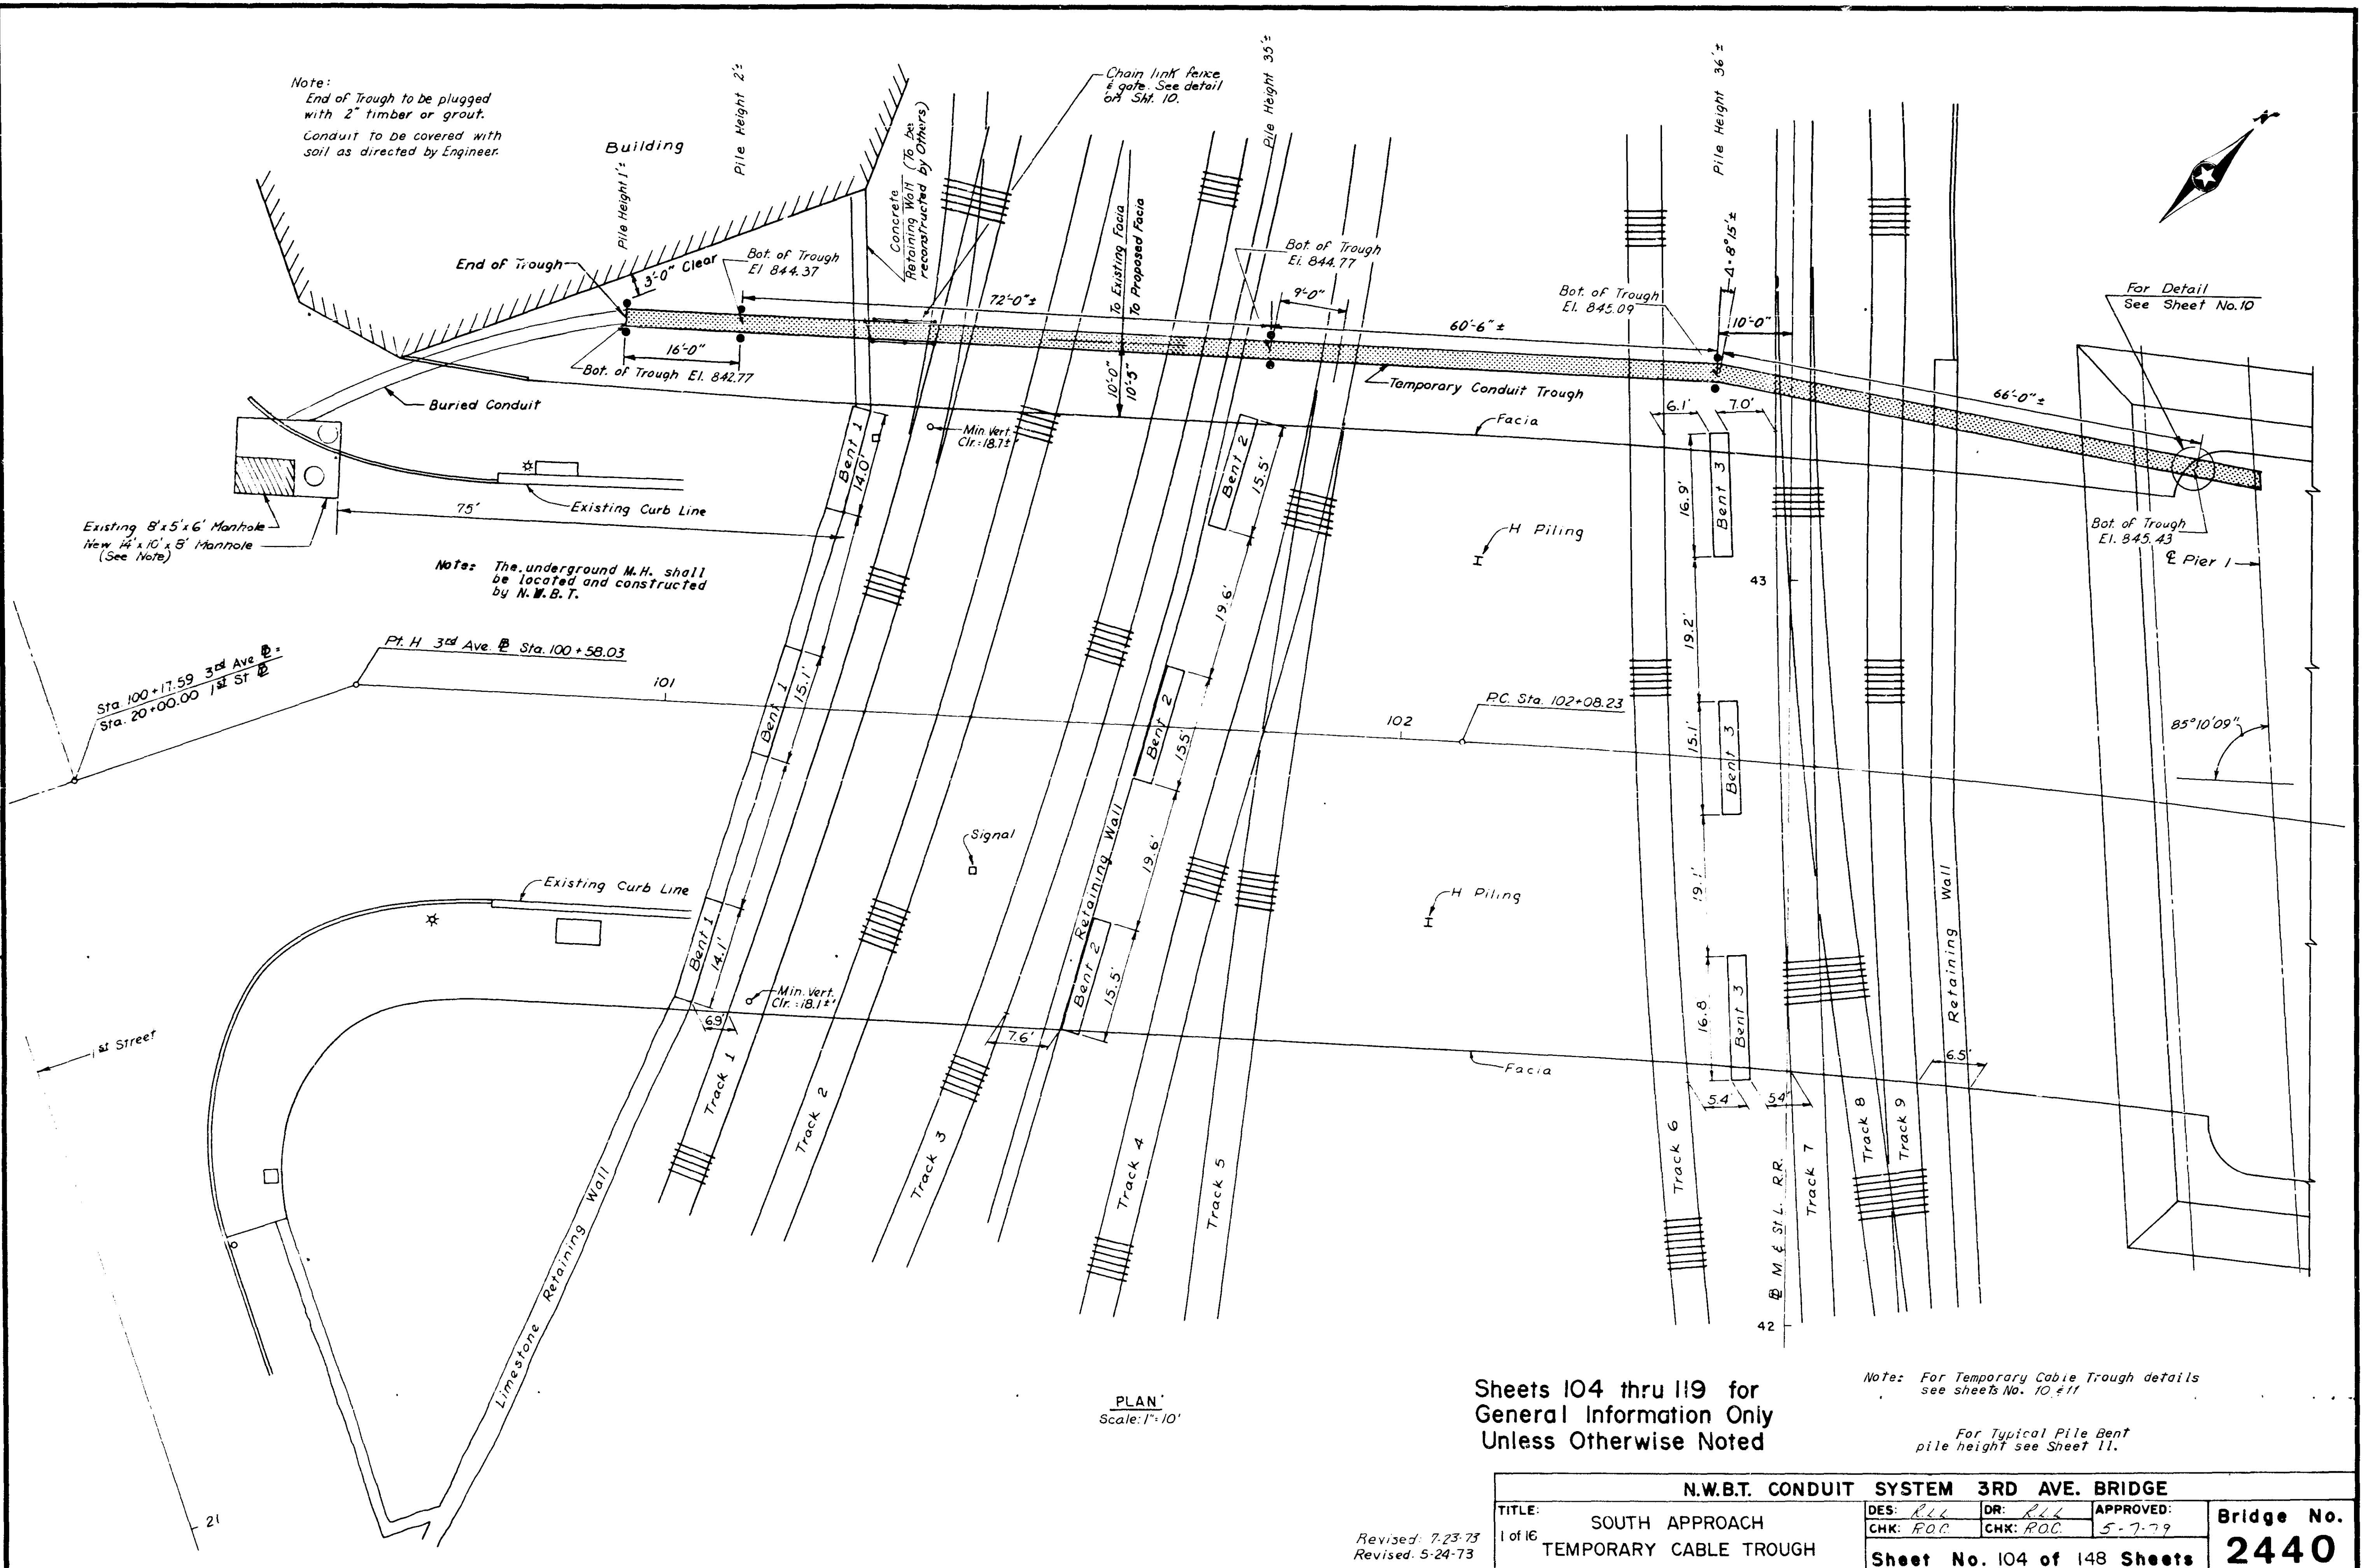 Note:
End of Trough to be plugged
with 2" timber or grout.
Conduit to be covered with
soil as directed by Engineer.
Building
Pile Height 1'±
Pile Height 2'±
Concrete
Retaining Wall (To be
reconstructed by Others)
Chain link fence
& gate. See detail
on Sht. 10.
Pile Height 35'±
Pile Height 36'±
End of Trough
3'-0" Clear
Bot. of Trough
El 844.37
72'-0"±
To Existing Facia
To Proposed Facia
10'-0"
10'-5"
Bot. of Trough
El. 844.77
9'-0"
60'-6"±
Bot. of Trough
El. 845.09
Δ=8°15'±
10'-0"
For Detail
See Sheet No. 10
16'-0"
Bot. of Trough El. 842.77
Buried Conduit
Temporary Conduit Trough
66'-0"±
Facia
6.1'
7.0'
Bot. of Trough
El. 845.43
℄ Pier 1
Min. Vert.
Clr.=18.7±
Bent 1
14.0'
Bent 2
15.5'
16.9'
Bent 3
Existing Curb Line
75'
Existing 8'x5'x6' Manhole
New 14'x10'x8' Manhole
(See Note)
Note: The underground M.H. shall
be located and constructed
by N.W.B.T.
H Piling
43
19.6'
19.2'
Sta. 100+17.59 3rd Ave ℄=
Sta. 20+00.00 1st St ℄
Pt. H 3rd Ave. ℄ Sta. 100+58.03
101
15.1'
Bent 1
Bent 2
15.5'
102
P.C. Sta. 102+08.23
15.1'
Bent 3
85°10'09"
Signal
Retaining Wall
19.6'
19.1'
H Piling
Existing Curb Line
Bent 1
14.1'
Min. Vert.
Clr.=18.1±'
6.9'
7.6'
Bent 2
15.5'
16.8
Bent 3
5.4'
5.4'
Facia
6.5'
Retaining Wall
1st Street
Limestone Retaining Wall
Track 1
Track 2
Track 3
Track 4
Track 5
Track 6
℄ M & St L. R.R.
Track 7
Track 8
Track 9
42
21
PLAN
Scale: 1"=10'
Sheets 104 thru 119 for
General Information Only
Unless Otherwise Noted
Note: For Temporary Cable Trough details
see sheets No. 10 & 11
For Typical Pile Bent
pile height see Sheet 11.
Revised: 7-23-73
Revised: 5-24-73
N.W.B.T. CONDUIT SYSTEM 3RD AVE. BRIDGE
TITLE:
1 of 16
SOUTH APPROACH
TEMPORARY CABLE TROUGH
DES: RLL
DR: RLL
APPROVED:
CHK: ROC
CHK: ROC
5-7-79
Sheet No. 104 of 148 Sheets
Bridge No.
2440